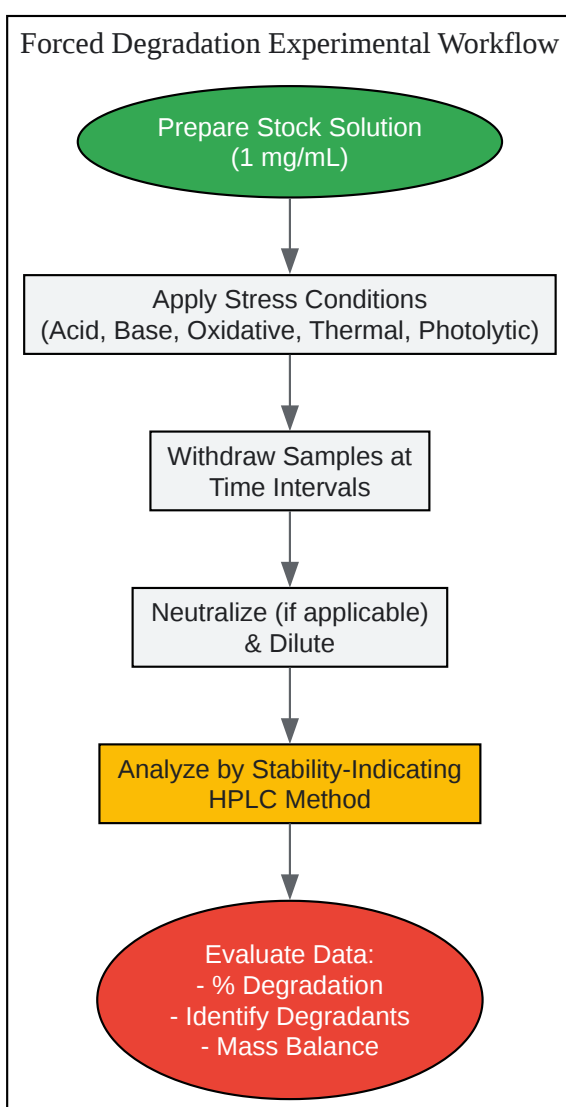 Forced Degradation Experimental Workflow
Prepare Stock Solution
(1 mg/mL)
Apply Stress Conditions
(Acid, Base, Oxidative, Thermal, Photolytic)
Withdraw Samples at
Time Intervals
Neutralize (if applicable)
& Dilute
Analyze by Stability-Indicating
HPLC Method
Evaluate Data:
- % Degradation
- Identify Degradants
- Mass Balance